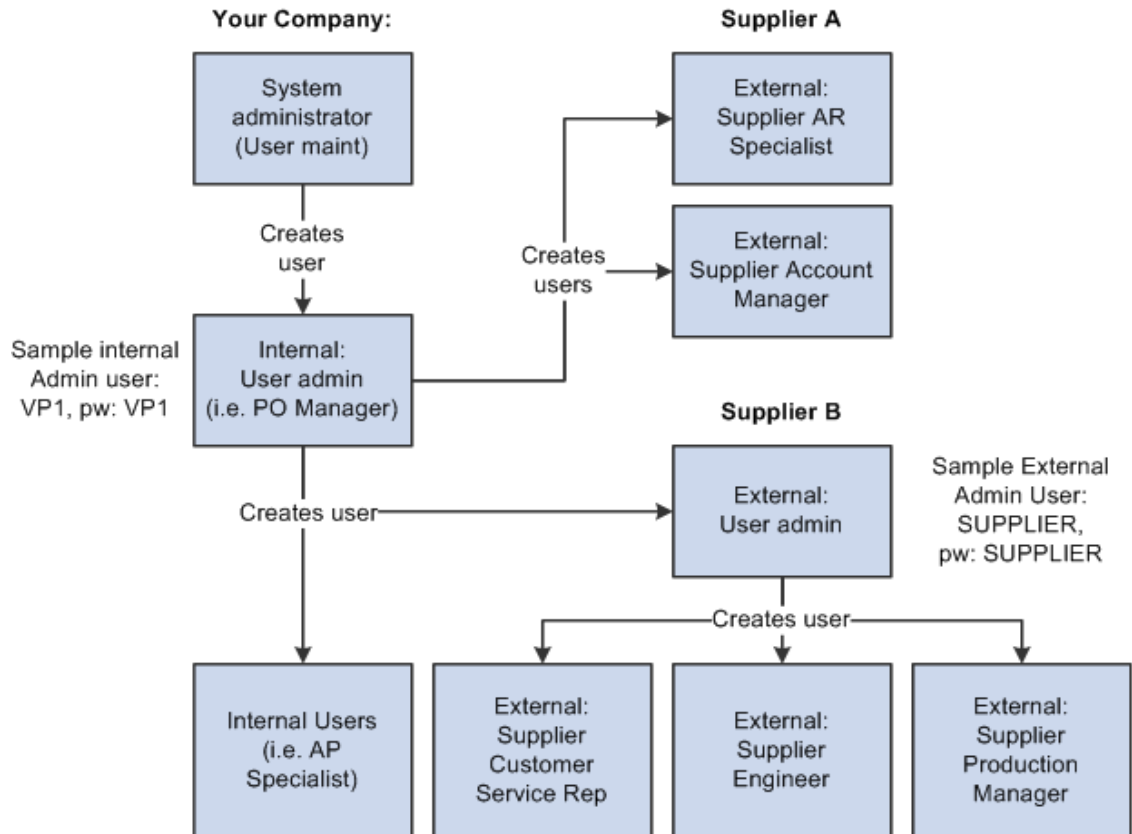 Your Company:
Supplier A
System
administrator
(User maint)
External:
Supplier AR
Specialist
Creates
user
External:
Supplier Account
Manager
Creates
users
Sample internal
Admin user:
VP1, pw: VP1
Internal:
User admin
(i.e. PO Manager)
Supplier B
External:
User admin
Sample External
Admin User:
SUPPLIER,
pw: SUPPLIER
Creates user
Creates user
Internal Users
(i.e. AP
Specialist)
External:
Supplier
Customer
Service Rep
External:
Supplier
Engineer
External:
Supplier
Production
Manager